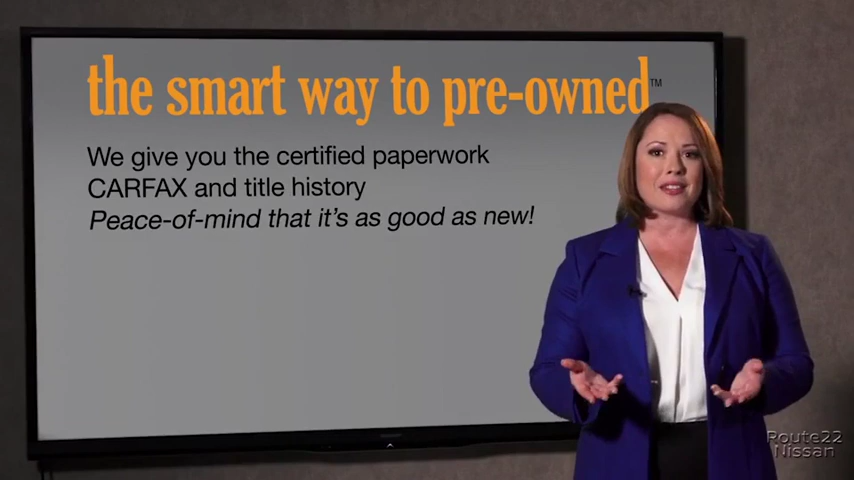 the smart way to pre-owned™
We give you the certified paperwork
CARFAX and title history
Peace-of-mind that it's as good as new!
Route22
Nissan